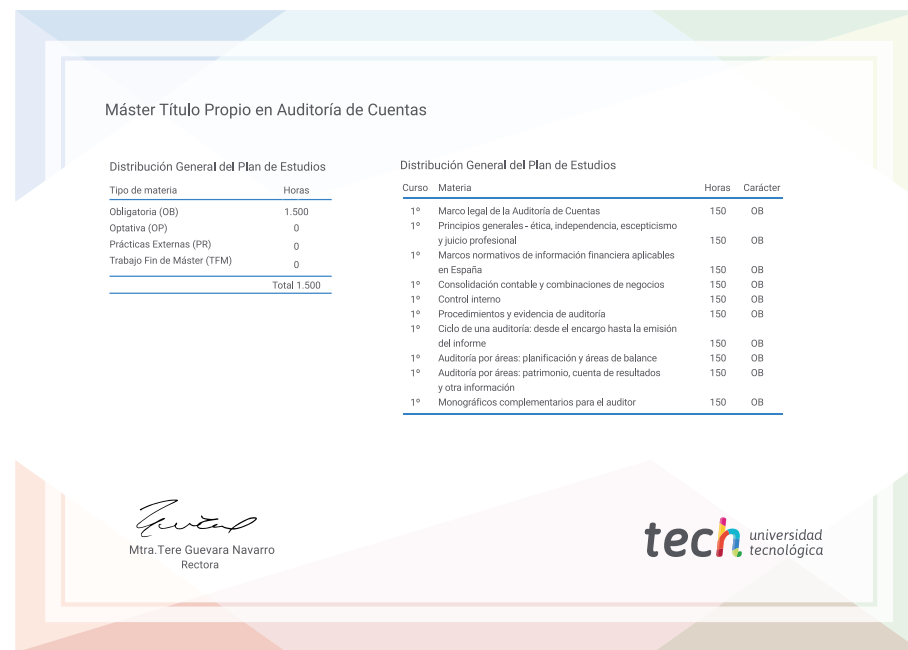 Máster Título Propio en Auditoría de Cuentas
Distribución General del Plan de Estudios
Tipo de materia Horas
Obligatoria (OB) 1.500
Optativa (OP) 0
Prácticas Externas (PR) 0
Trabajo Fin de Máster (TFM) 0
Total 1.500
Distribución General del Plan de Estudios
Curso Materia Horas Carácter
1º Marco legal de la Auditoría de Cuentas 150 OB
1º Principios generales - ética, independencia, escepticismo
y juicio profesional 150 OB
1º Marcos normativos de información financiera aplicables
en España 150 OB
1º Consolidación contable y combinaciones de negocios 150 OB
1º Control interno 150 OB
1º Procedimientos y evidencia de auditoría 150 OB
1º Ciclo de una auditoría: desde el encargo hasta la emisión
del informe 150 OB
1º Auditoría por áreas: planificación y áreas de balance 150 OB
1º Auditoría por áreas: patrimonio, cuenta de resultados 150 OB
y otra información
1º Monográficos complementarios para el auditor 150 OB
Mtra.Tere Guevara Navarro
Rectora
tech universidad
tecnológica